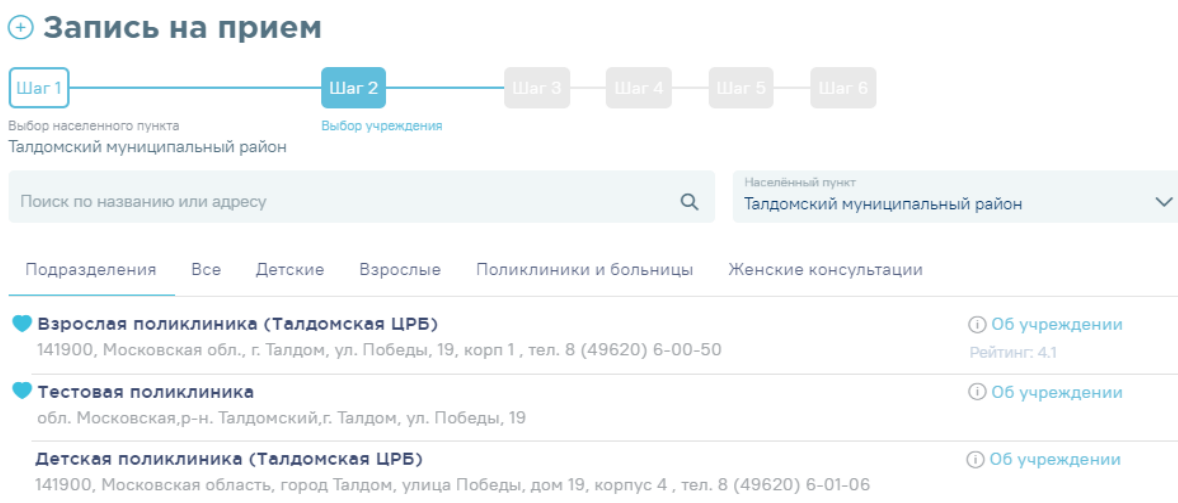 Запись на прием
Шаг 1
Шаг 2
Шаг 3
Шаг 4
Шаг 5
Шаг 6
Выбор населенного пункта
Выбор учреждения
Талдомский муниципальный район
Поиск по названию или адресу
Населённый пункт
Талдомский муниципальный район
Подразделения Все Детские Взрослые Поликлиники и больницы Женские консультации
Взрослая поликлиника (Талдомская ЦРБ)
Об учреждении
141900, Московская обл., г. Талдом, ул. Победы, 19, корп 1 , тел. 8 (49620) 6-00-50
Рейтинг: 4.1
Тестовая поликлиника
Об учреждении
обл. Московская,р-н. Талдомский,г. Талдом, ул. Победы, 19
Детская поликлиника (Талдомская ЦРБ)
Об учреждении
141900, Московская область, город Талдом, улица Победы, дом 19, корпус 4 , тел. 8 (49620) 6-01-06